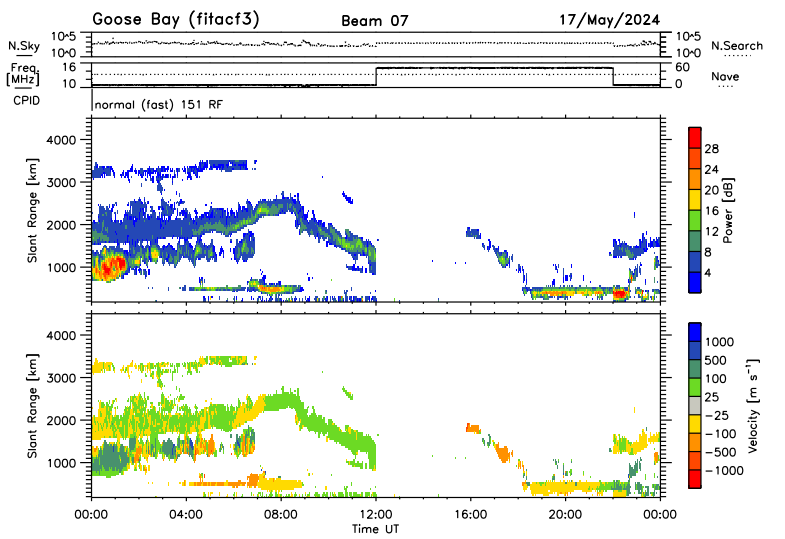 Goose Bay (fitacf3) Beam 07 17/May/2024
N.Sky 10^5 10^0 10^5 10^0 N.Search
Freq. [MHz] 16 10 60 0 Nave
CPID normal (fast) 151 RF
Slant Range [km] 4000 3000 2000 1000
28 24 20 16 12 8 4 Power [dB]
Slant Range [km] 4000 3000 2000 1000
1000 500 100 25 −25 −100 −500 −1000 Velocity [m s⁻¹]
00:00 04:00 08:00 12:00 16:00 20:00 00:00
Time UT